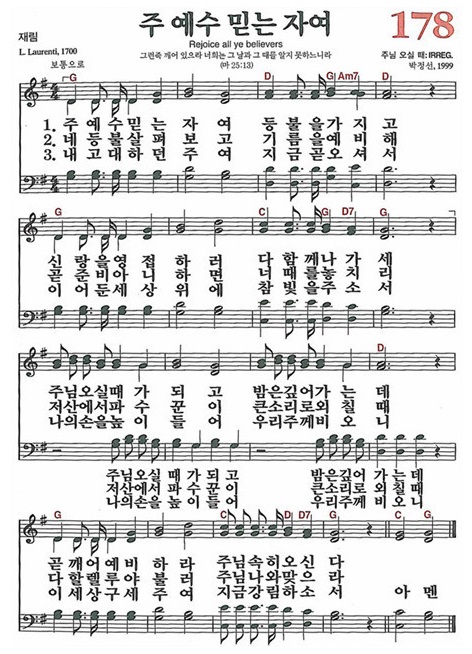 주 예수 믿는 자여
178
재림
Rejoice all ye believers
L. Laurenti, 1700
그런즉 깨어 있으라 너희는 그 날과 그 때를 알지 못하느니라
주님 오실 때: IRREG.
보통으로
(마 25:13)
박정선, 1999
G D G Am7 D
1. 주 예 수 믿 는 자 여 등 불 을 가 지 고
2. 네 등 불 살 펴 보 고 기 름 을 예 비 해
3. 내 고 대 하 던 주 여 지 금 곧 오 셔 서
G C G D7 G
신 랑 을 영 접 하 러 다 함 께 나 가 세
곧 준 비 아 니 하 면 너 때 를 놓 치 리
이 어 둔 세 상 위 에 참 빛 을 주 소 서
D
주님오실때 가 되 고 밤은깊어가 는 데
저산에서파 수 꾼 이 큰소리로외 칠 때
나의손을높 이 들 어 우리주께비 오 니
주님오실 때 가 되 고 밤은깊어 가 는 데
저산에서 파 수 꾼 이 큰소리로 외 칠 때
나의손을 높 이 들 어 우리주께 비 오 니
G C D D7 G C G
곧 깨 어 예 비 하 라 주님속히오신 다
다 할 렐 루 야 불 러 주님나와맞으 라
이 세 상 구 세 주 여 지금강림하소 서 아 멘